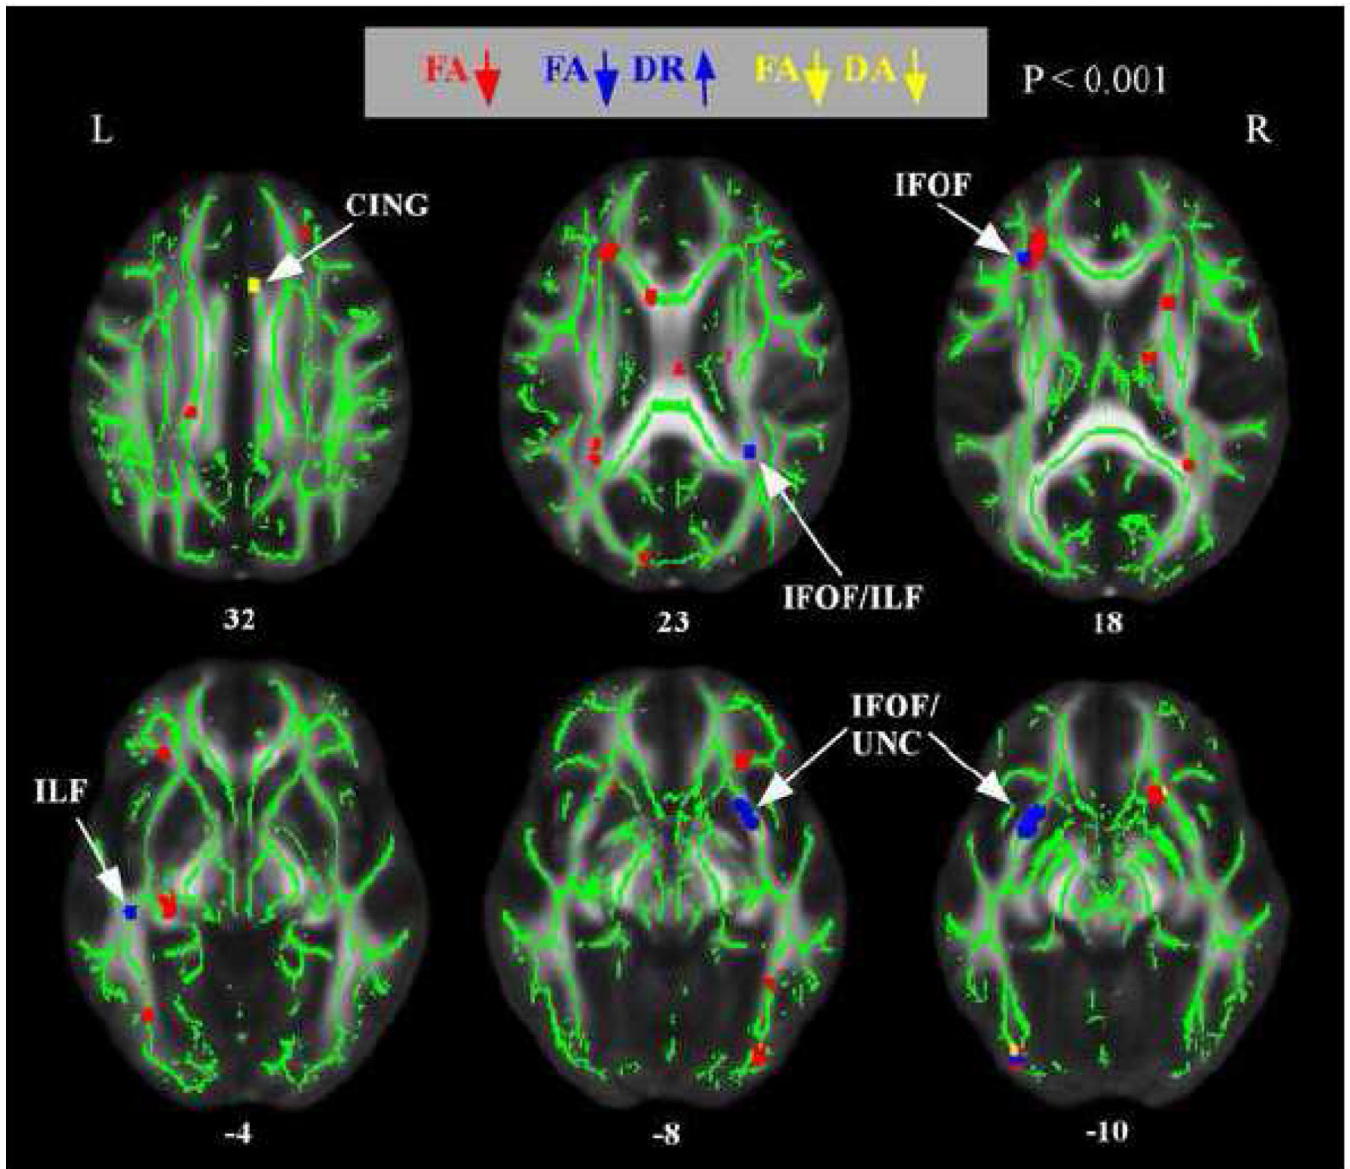 FA↓ FA↓ DR↑ FA↓ DA↓
P < 0.001
L
R
CING
IFOF
IFOF/ILF
32
23
18
ILF
IFOF/
UNC
-4
-8
-10